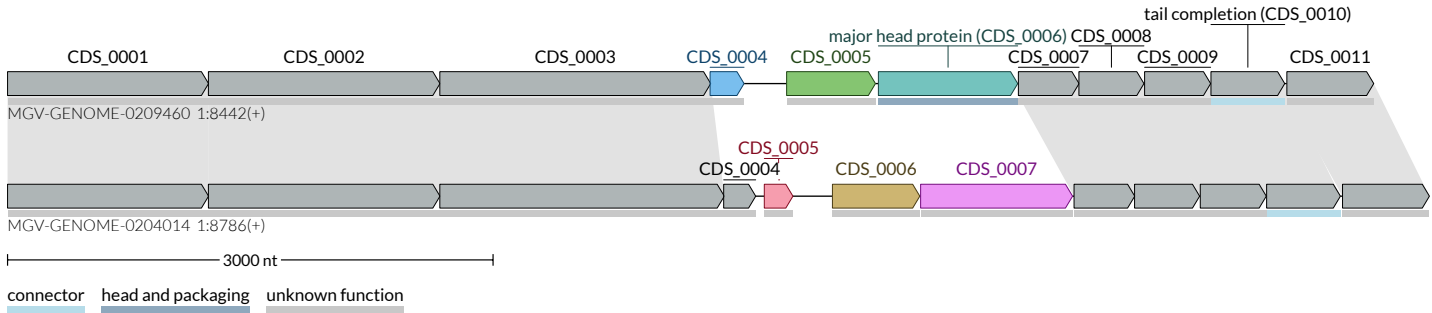 tail completion (CDS_0010)
major head protein (CDS_0006) CDS_0008
CDS_0001 CDS_0002 CDS_0003 CDS_0004 CDS_0005 CDS_0007 CDS_0009 CDS_0011
MGV-GENOME-0209460 1:8442(+)
CDS_0005
CDS_0004 CDS_0006 CDS_0007
MGV-GENOME-0204014 1:8786(+)
3000 nt
connector head and packaging unknown function